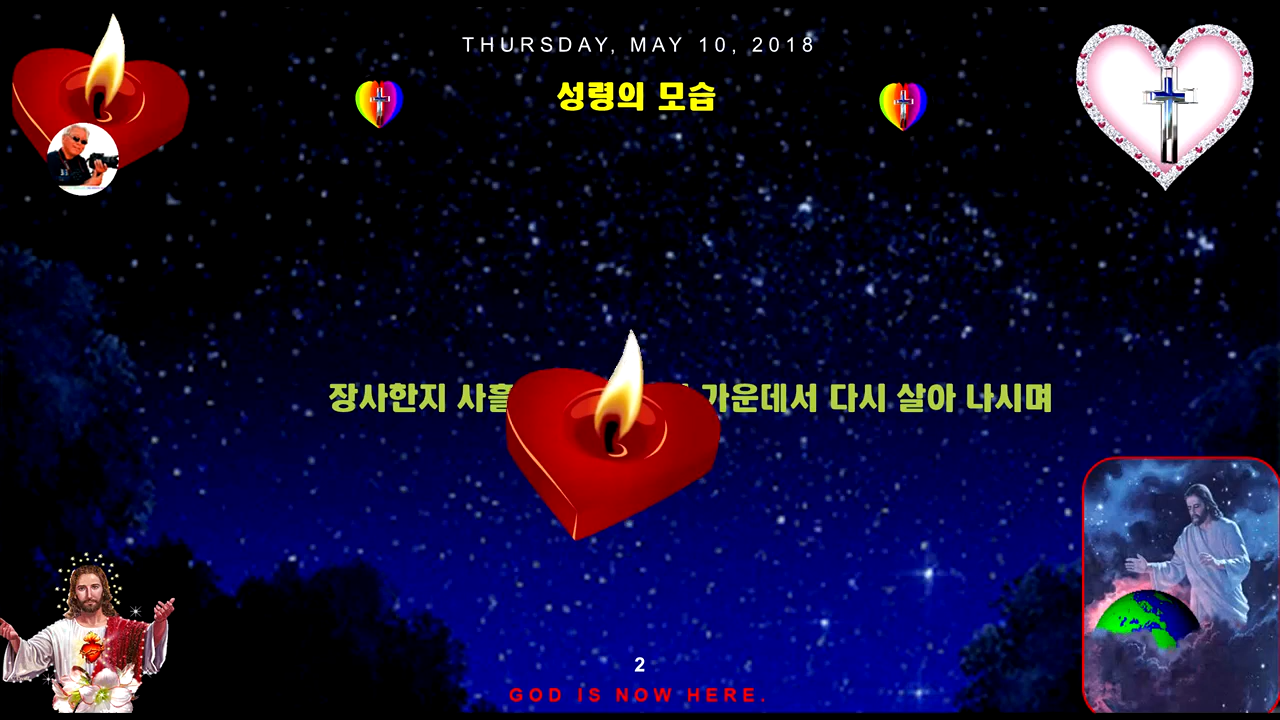 THURSDAY, MAY 10, 2018
성령의 모습
장사한지 사흘 가운데서 다시 살아 나시며
2
GOD IS NOW HERE.